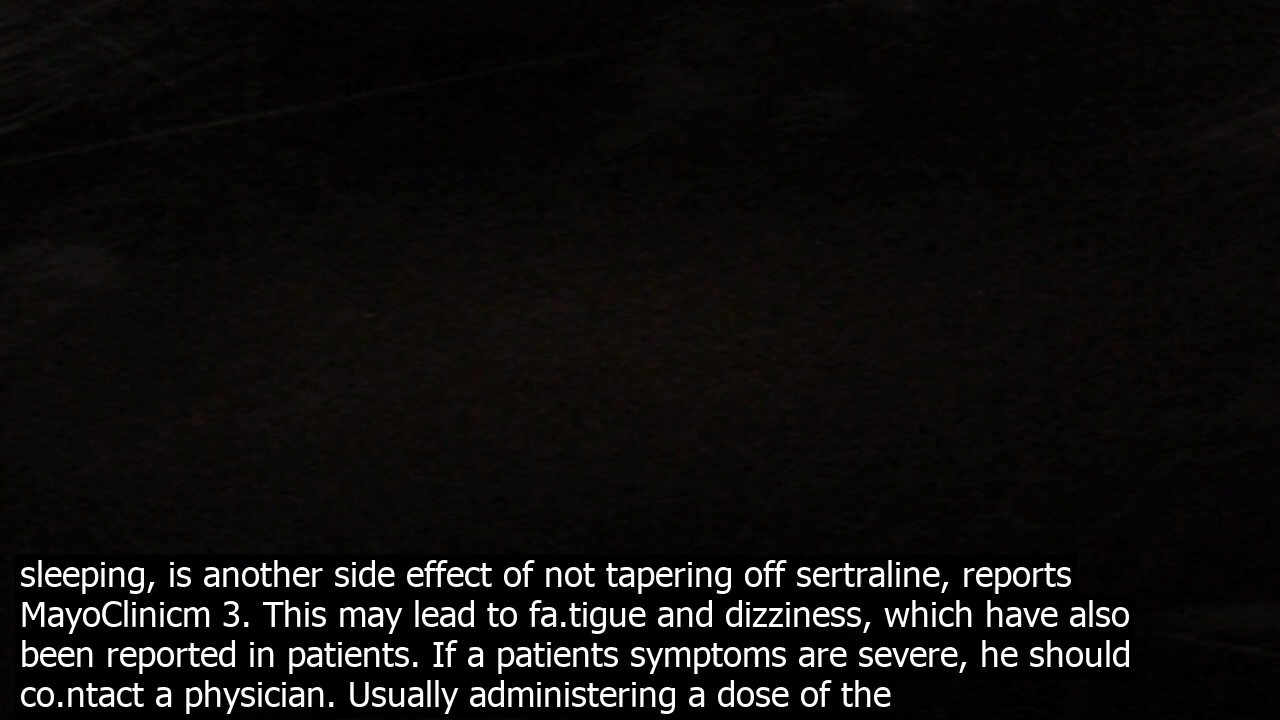 sleeping, is another side effect of not tapering off sertraline, reports
MayoClinicm 3. This may lead to fa.tigue and dizziness, which have also
been reported in patients. If a patients symptoms are severe, he should
co.ntact a physician. Usually administering a dose of the